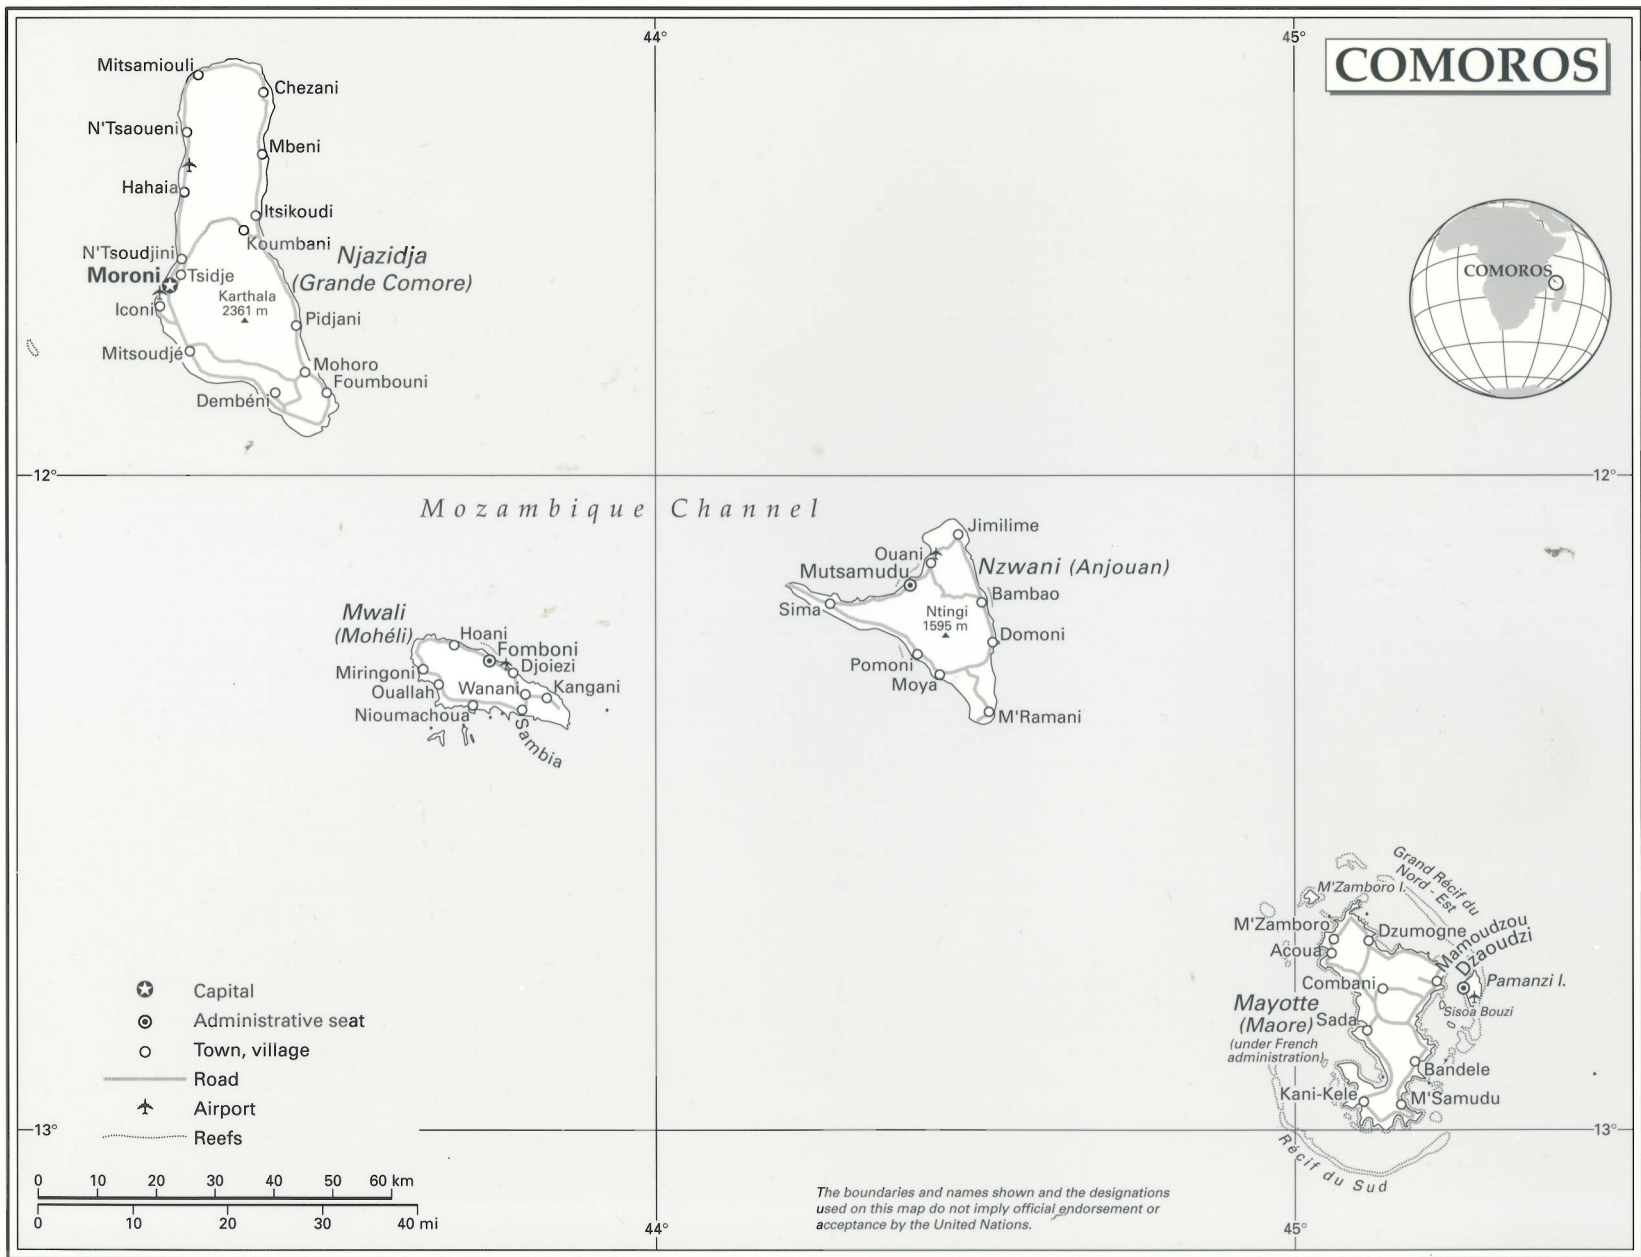 44°
45°
COMOROS
Mitsamiouli
Chezani
N'Tsaoueni
Mbeni
Hahaia
Itsikoudi
Koumbani
N'Tsoudjini
Moroni
Tsidje
Njazidja
(Grande Comore)
Karthala
2361 m
Iconi
Pidjani
Mitsoudjé
Mohoro
Foumbouni
Dembéni
COMOROS
12°
12°
Mozambique Channel
Jimilime
Ouani
Mutsamudu
Nzwani (Anjouan)
Bambao
Sima
Ntingi
1595 m
Domoni
Pomoni
Moya
M'Ramani
Mwali
(Mohéli)
Hoani
Fomboni
Djoiezi
Miringoni
Ouallah
Wanani
Kangani
Nioumachoua
Sambia
Grand Récif du
Nord - Est
M'Zamboro I.
M'Zamboro
Dzumogne
Mamoudzou
Acoua
Dzaoudzi
Combani
Pamanzi I.
Mayotte
(Maore)
Sada
Sisoa Bouzi
(under French
administration)
Bandele
Kani-Kele
M'Samudu
Récif du Sud
Capital
Administrative seat
Town, village
Road
Airport
Reefs
13°
13°
0 10 20 30 40 50 60 km
0 10 20 30 40 mi
The boundaries and names shown and the designations
used on this map do not imply official endorsement or
acceptance by the United Nations.
44°
45°